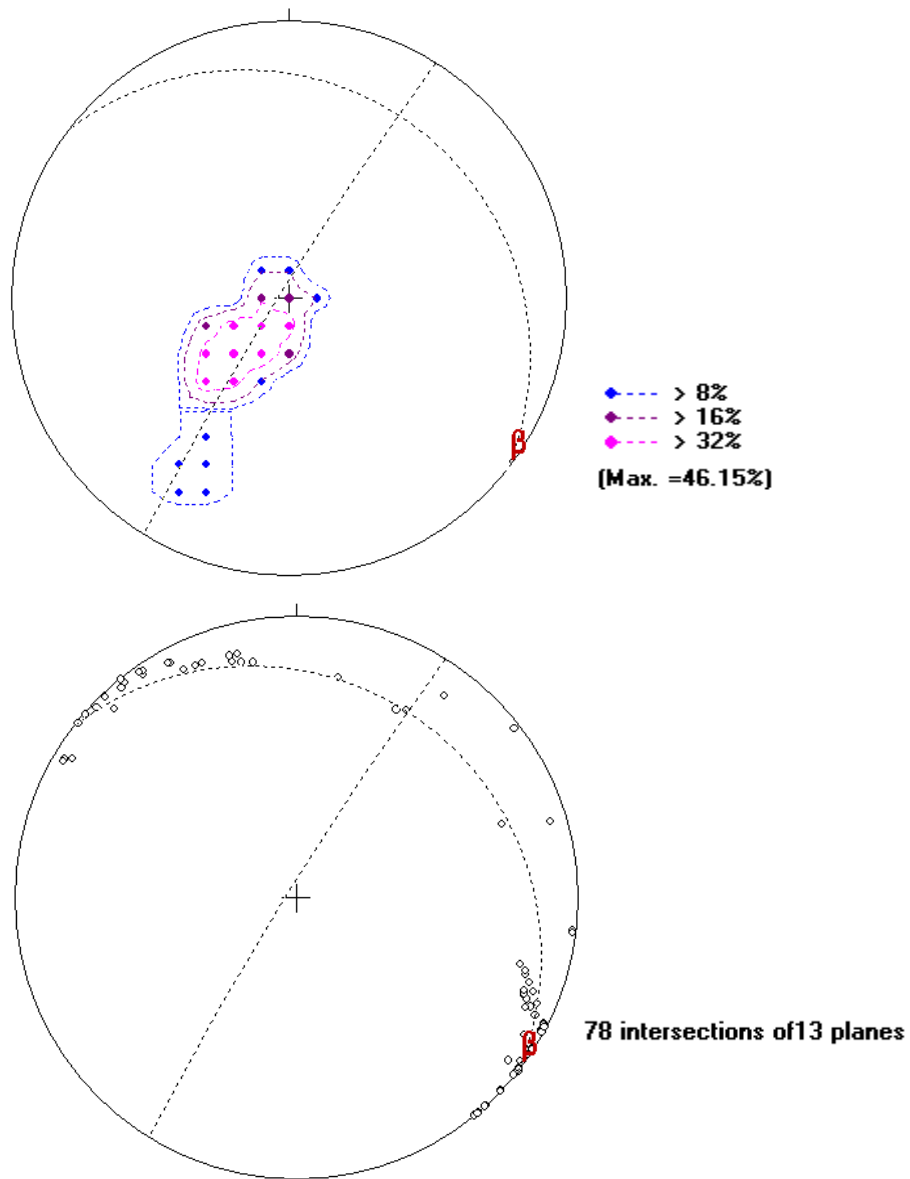 > 8%
> 16%
> 32%
β
(Max. =46.15%)
78 intersections of13 planes
β